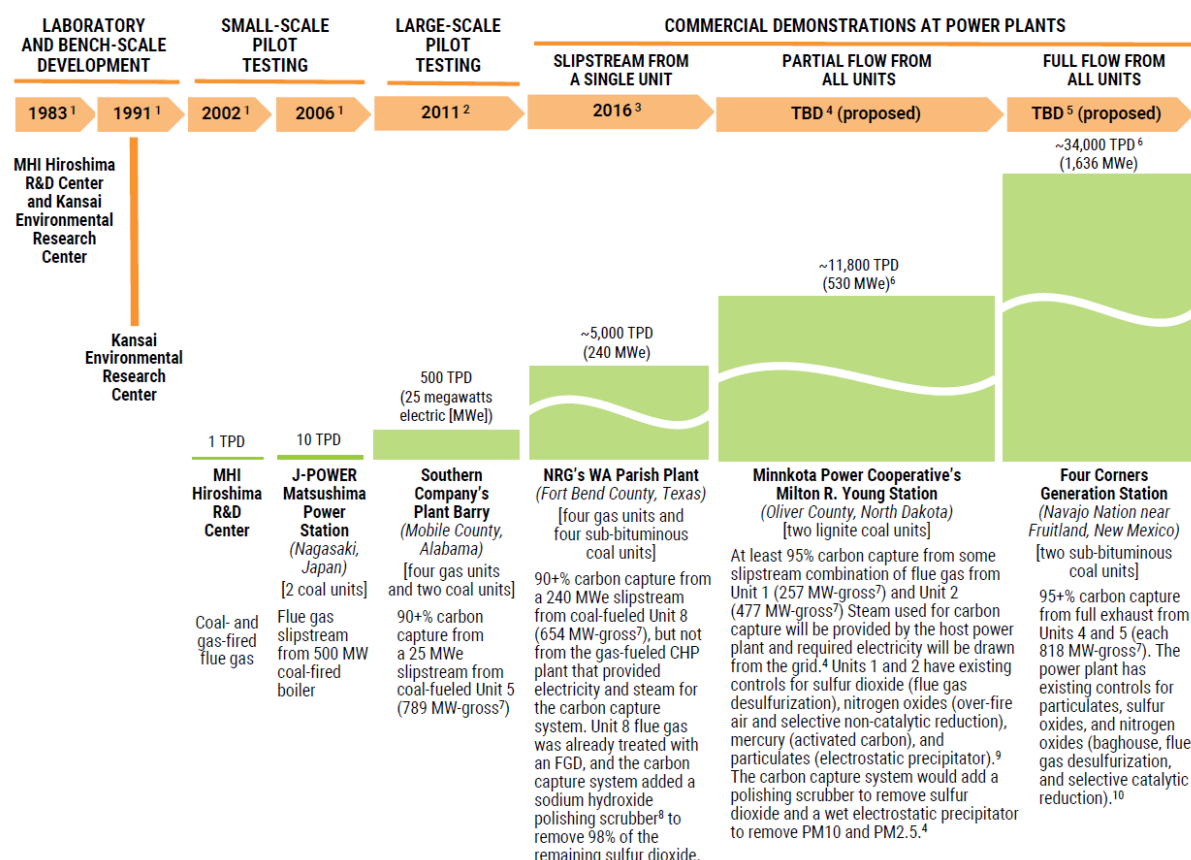 LABORATORY
AND BENCH-SCALE
DEVELOPMENT
SMALL-SCALE
PILOT
TESTING
LARGE-SCALE
PILOT
TESTING
COMMERCIAL DEMONSTRATIONS AT POWER PLANTS
SLIPSTREAM FROM
A SINGLE UNIT
PARTIAL FLOW FROM
ALL UNITS
FULL FLOW FROM
ALL UNITS
1983 1
1991 1
2002 1
2006 1
2011 2
2016 3
TBD 4 (proposed)
TBD 5 (proposed)
MHI Hiroshima
R&D Center
and Kansai
Environmental
Research
Center
Kansai
Environmental
Research
Center
1 TPD
MHI
Hiroshima
R&D
Center
Coal- and
gas-fired
flue gas
10 TPD
J-POWER
Matsushima
Power
Station
(Nagasaki,
Japan)
[2 coal units]
Flue gas
slipstream
from 500 MW
coal-fired
boiler
500 TPD
(25 megawatts
electric [MWe])
Southern
Company's
Plant Barry
(Mobile County,
Alabama)
[four gas units
and two coal units]
90+% carbon
capture from
a 25 MWe
slipstream from
coal-fueled Unit 5
(789 MW-gross7)
~5,000 TPD
(240 MWe)
NRG's WA Parish Plant
(Fort Bend County, Texas)
[four gas units and
four sub-bituminous
coal units]
90+% carbon capture from
a 240 MWe slipstream
from coal-fueled Unit 8
(654 MW-gross7), but not
from the gas-fueled CHP
plant that provided
electricity and steam for
the carbon capture
system. Unit 8 flue gas
was already treated with
an FGD, and the carbon
capture system added a
sodium hydroxide
polishing scrubber8 to
remove 98% of the
remaining sulfur dioxide.
~11,800 TPD
(530 MWe)6
Minnkota Power Cooperative's
Milton R. Young Station
(Oliver County, North Dakota)
[two lignite coal units]
At least 95% carbon capture from some
slipstream combination of flue gas from
Unit 1 (257 MW-gross7) and Unit 2
(477 MW-gross7) Steam used for carbon
capture will be provided by the host power
plant and required electricity will be drawn
from the grid.4 Units 1 and 2 have existing
controls for sulfur dioxide (flue gas
desulfurization), nitrogen oxides (over-fire
air and selective non-catalytic reduction),
mercury (activated carbon), and
particulates (electrostatic precipitator).9
The carbon capture system would add a
polishing scrubber to remove sulfur
dioxide and a wet electrostatic precipitator
to remove PM10 and PM2.5.4
~34,000 TPD6
(1,636 MWe)
Four Corners
Generation Station
(Navajo Nation near
Fruitland, New Mexico)
[two sub-bituminous
coal units]
95+% carbon capture
from full exhaust from
Units 4 and 5 (each
818 MW-gross7). The
power plant has
existing controls for
particulates, sulfur
oxides, and nitrogen
oxides (baghouse, flue
gas desulfurization,
and selective catalytic
reduction).10